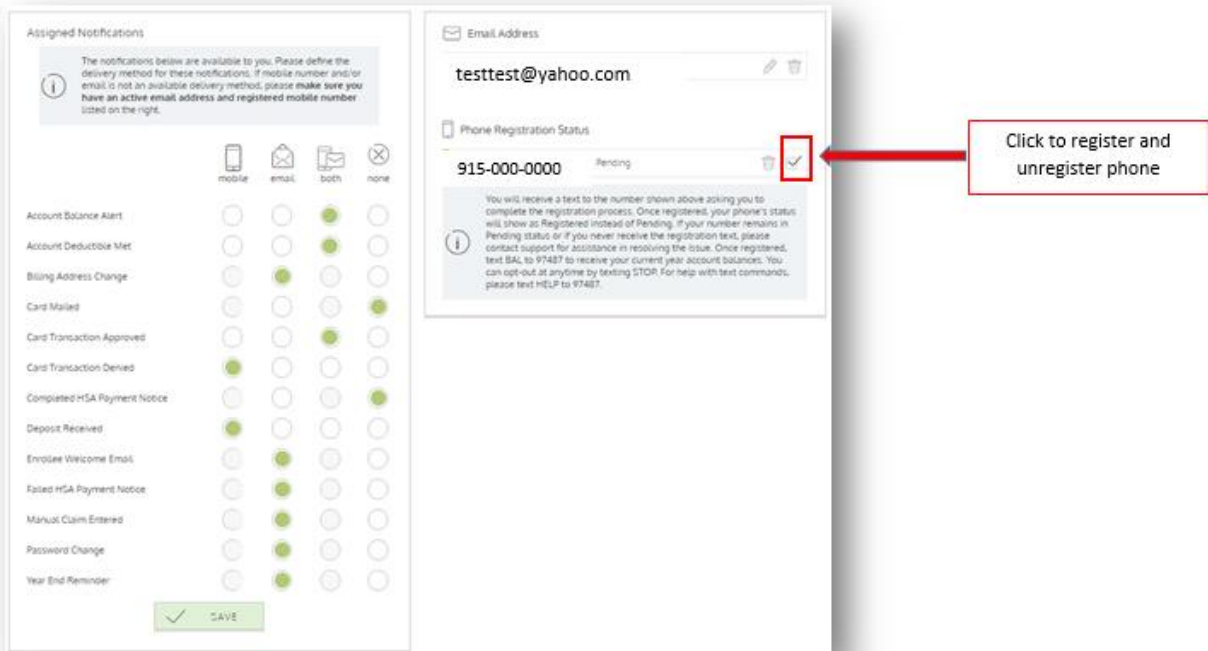 Assigned Notifications
The notifications below are available to you. Please define the
delivery method for these notifications. If mobile number and/or
email is not an available delivery method, please make sure you
have an active email address and registered mobile number
listed on the right.
mobile email both none
Account Balance Alert
Account Deductible Met
Billing Address Change
Card Mailed
Card Transaction Approved
Card Transaction Denied
Completed HSA Payment Notice
Deposit Received
Enrollee Welcome Email
Failed HSA Payment Notice
Manual Claim Entered
Password Change
Year End Reminder
SAVE
Email Address
testtest@yahoo.com
Phone Registration Status
915-000-0000 Pending
You will receive a text to the number shown above asking you to
complete the registration process. Once registered, your phone's status
will show as Registered instead of Pending. If your number remains in
Pending status or if you never receive the registration text, please
contact support for assistance in resolving the issue. Once registered,
text BAL to 97487 to receive your current year account balances. You
can opt-out at anytime by texting STOP. For help with text commands,
please text HELP to 97487.
Click to register and
unregister phone